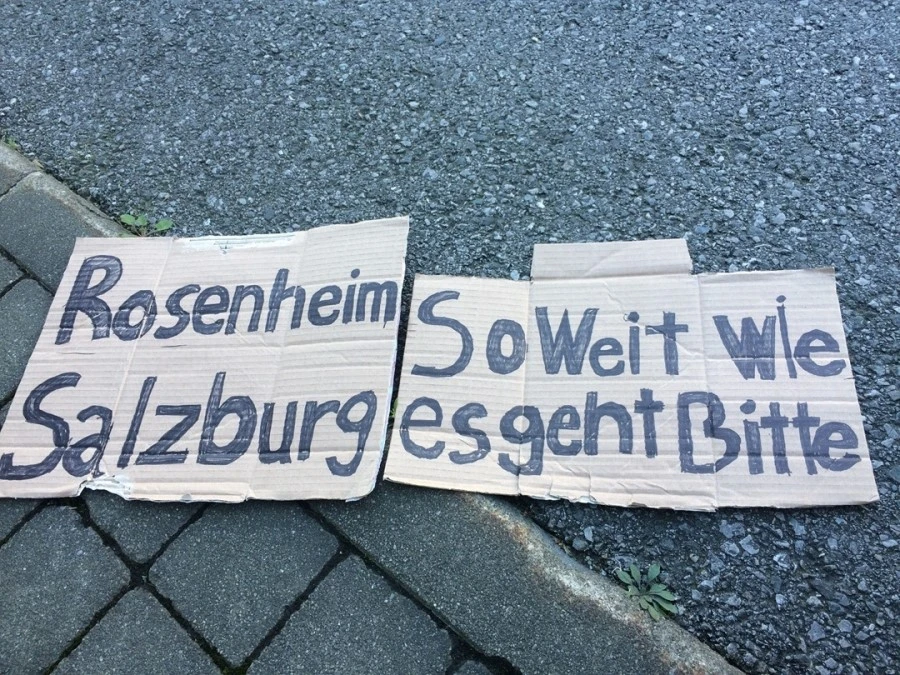 Rosenheim
Salzburg
So Weit wie
es geht Bitte